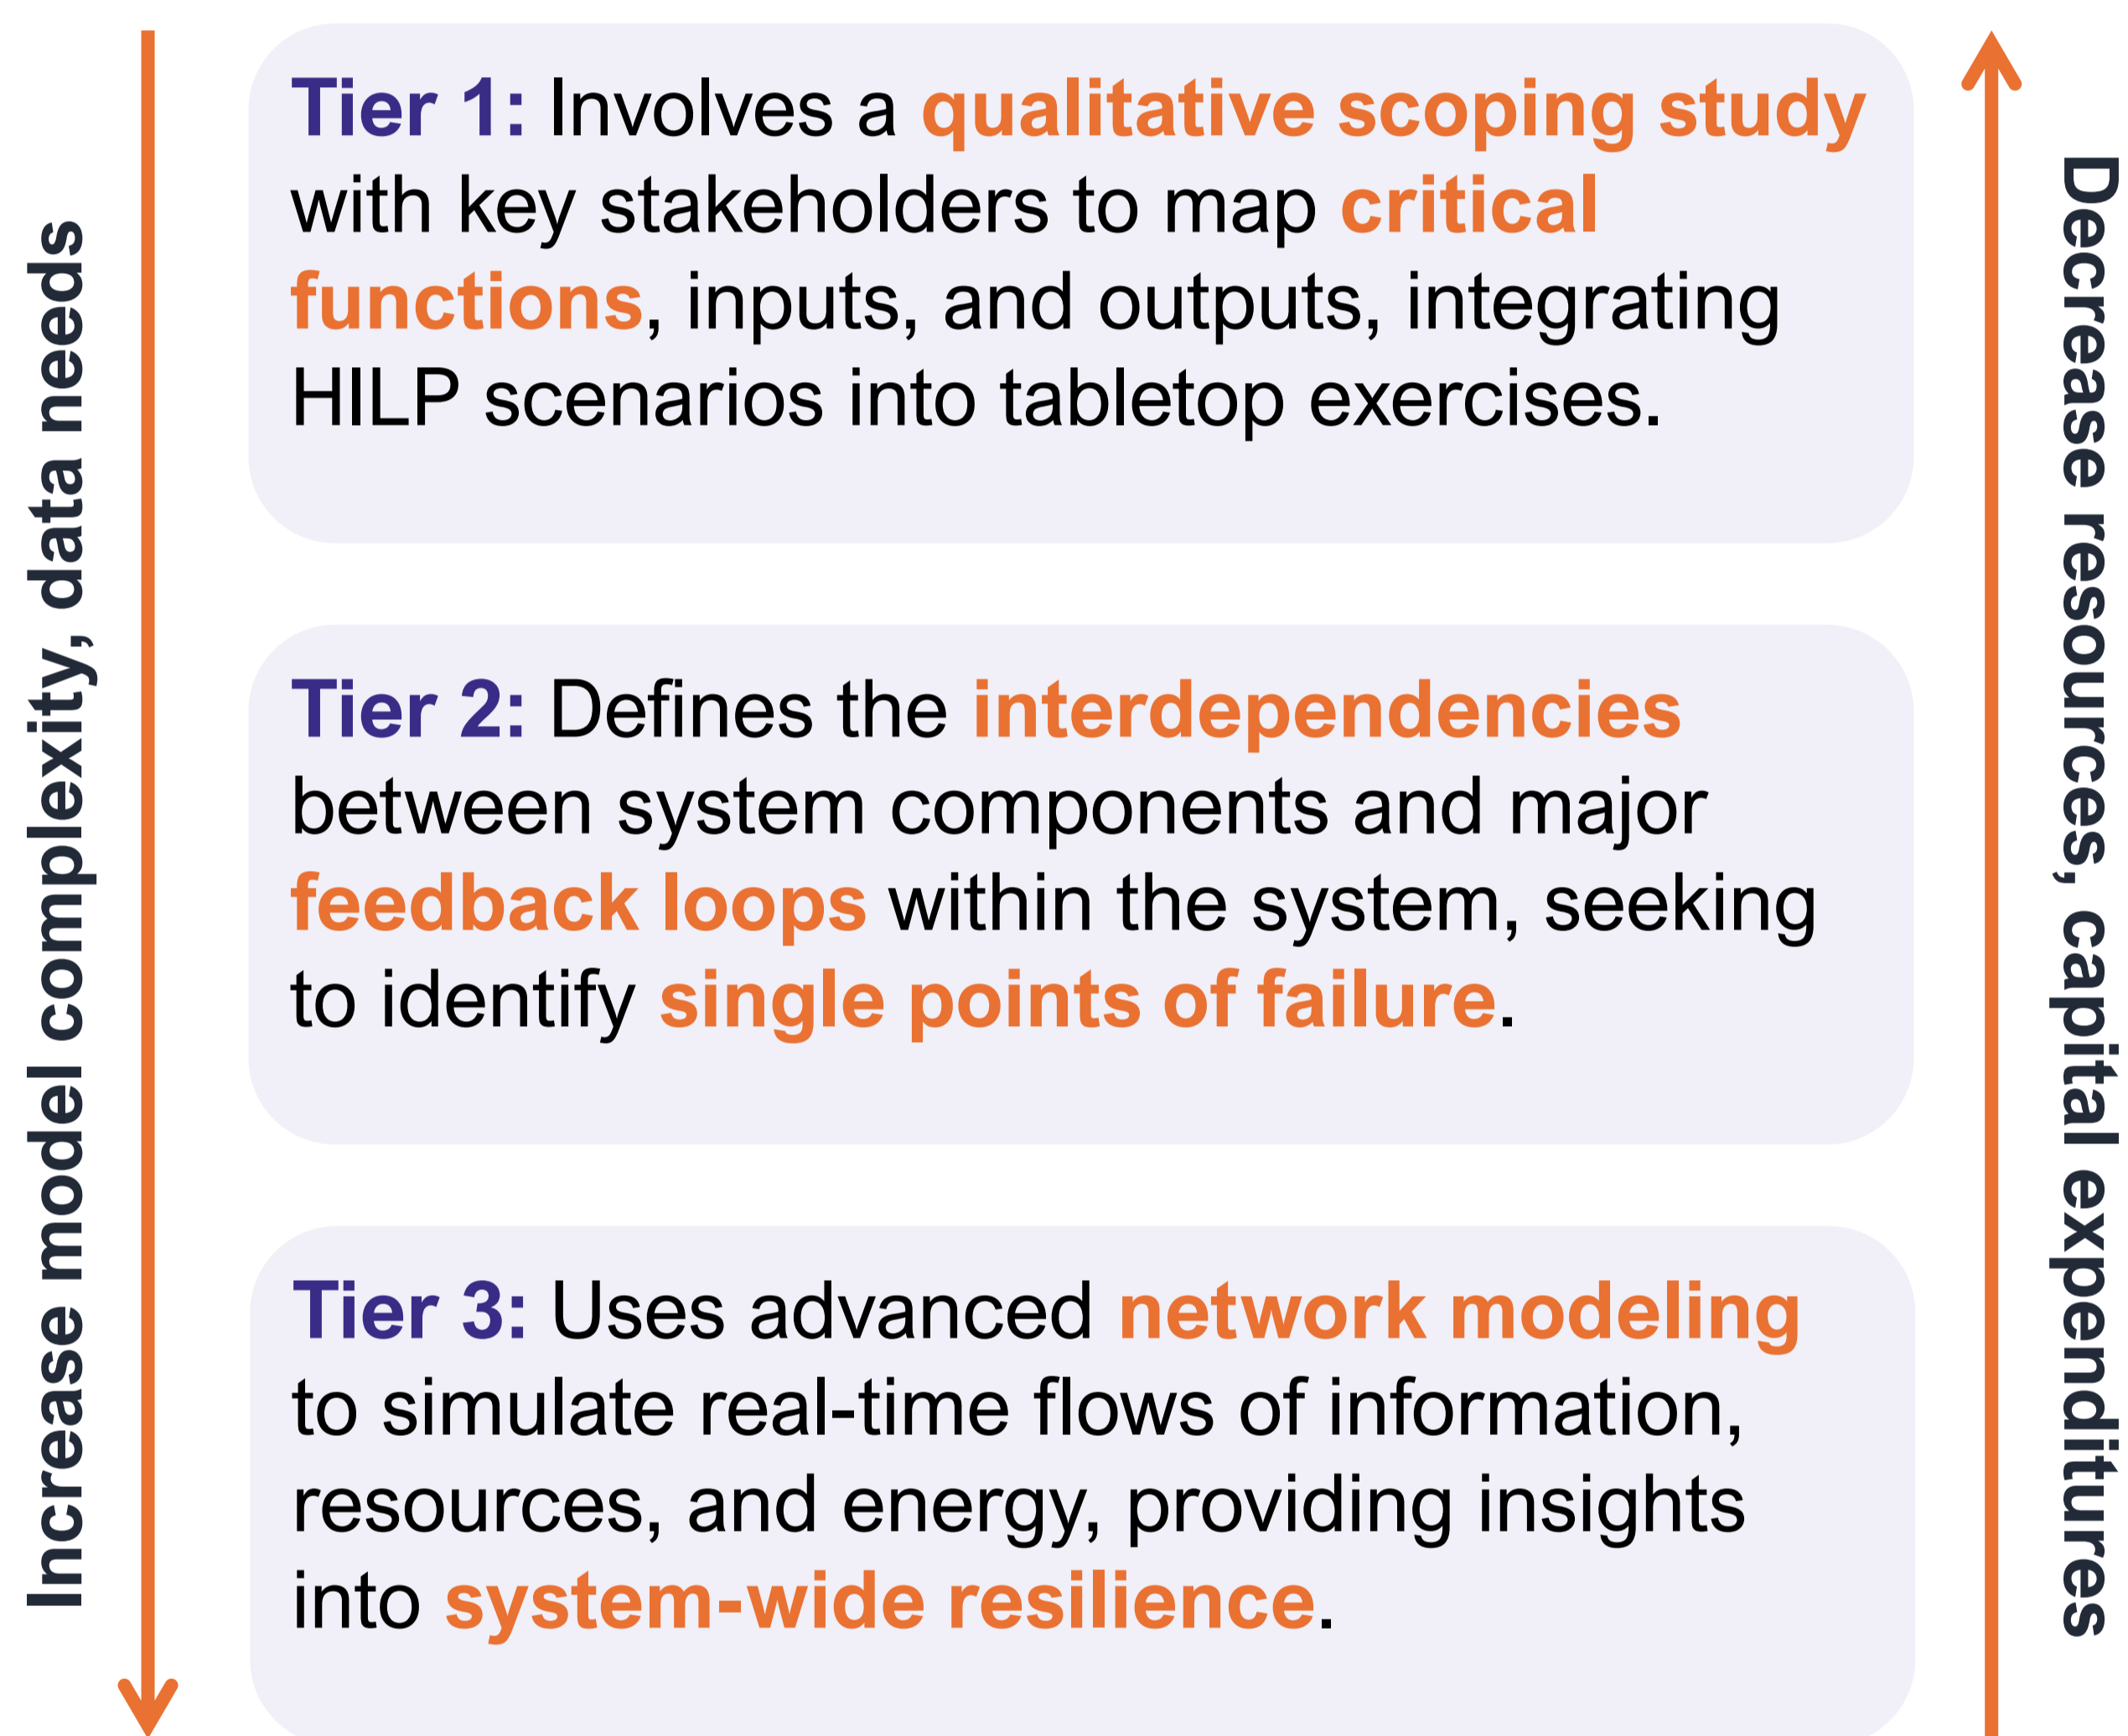 Increase model complexity, data needs
Tier 1: Involves a qualitative scoping study
with key stakeholders to map critical
functions, inputs, and outputs, integrating
HILP scenarios into tabletop exercises.
Tier 2: Defines the interdependencies
between system components and major
feedback loops within the system, seeking
to identify single points of failure.
Tier 3: Uses advanced network modeling
to simulate real-time flows of information,
resources, and energy, providing insights
into system-wide resilience.
Decrease resources, capital expenditures